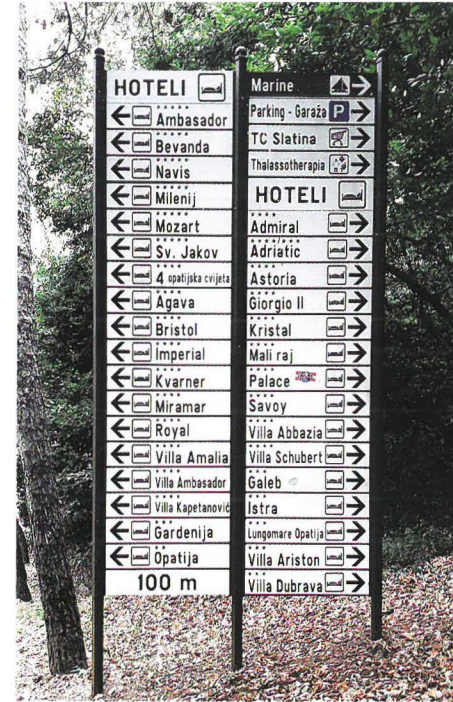 HOTELI
Ambasador
Bevanda
Navis
Milenij
Mozart
Sv. Jakov
4 opatijska cvijeta
Agava
Bristol
Imperial
Kvarner
Miramar
Royal
Villa Amalia
Villa Ambasador
Villa Kapetanović
Gardenija
Opatija
100 m
Marine
Parking - Garaža P
TC Slatina
Thalassotherapia
HOTELI
Admiral
Adriatic
Astoria
Giorgio II
Kristal
Mali raj
Palace
Savoy
Villa Abbazia
Villa Schubert
Galeb
Istra
Lungomare Opatija
Villa Ariston
Villa Dubrava